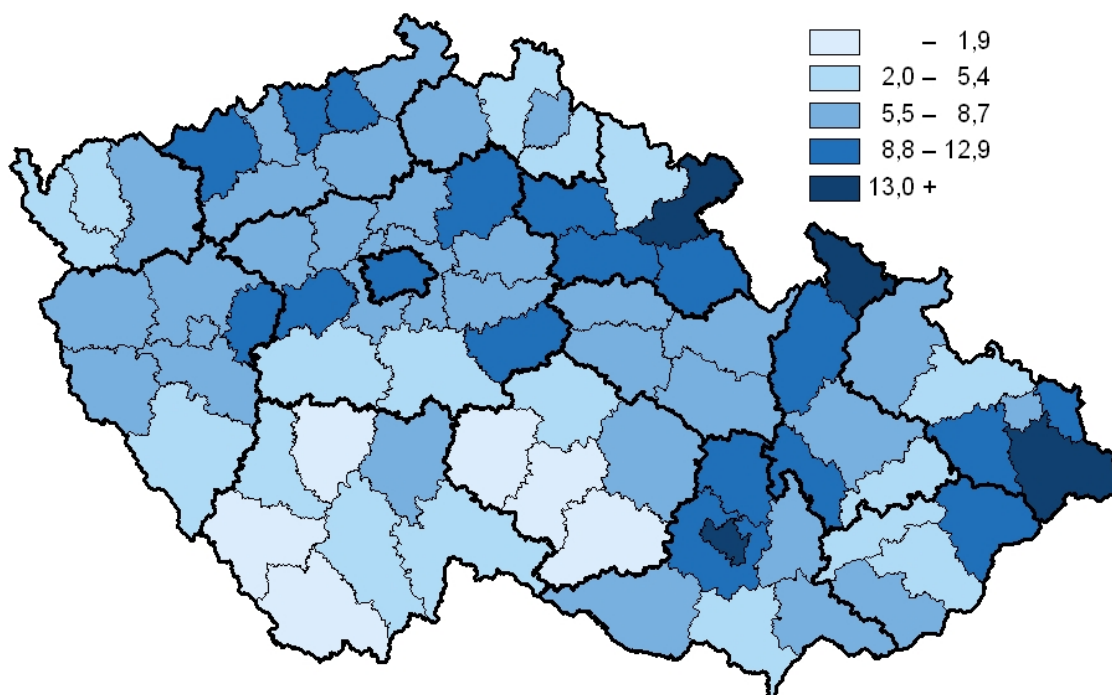 – 1,9
2,0 – 5,4
5,5 – 8,7
8,8 – 12,9
13,0 +